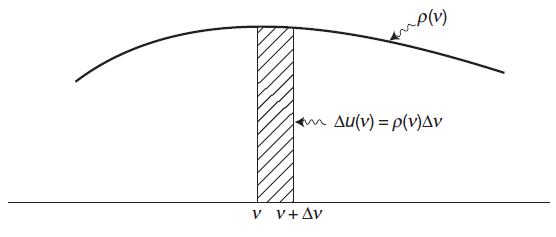 ρ(ν)
Δu(ν) = ρ(ν)Δν
ν ν + Δν